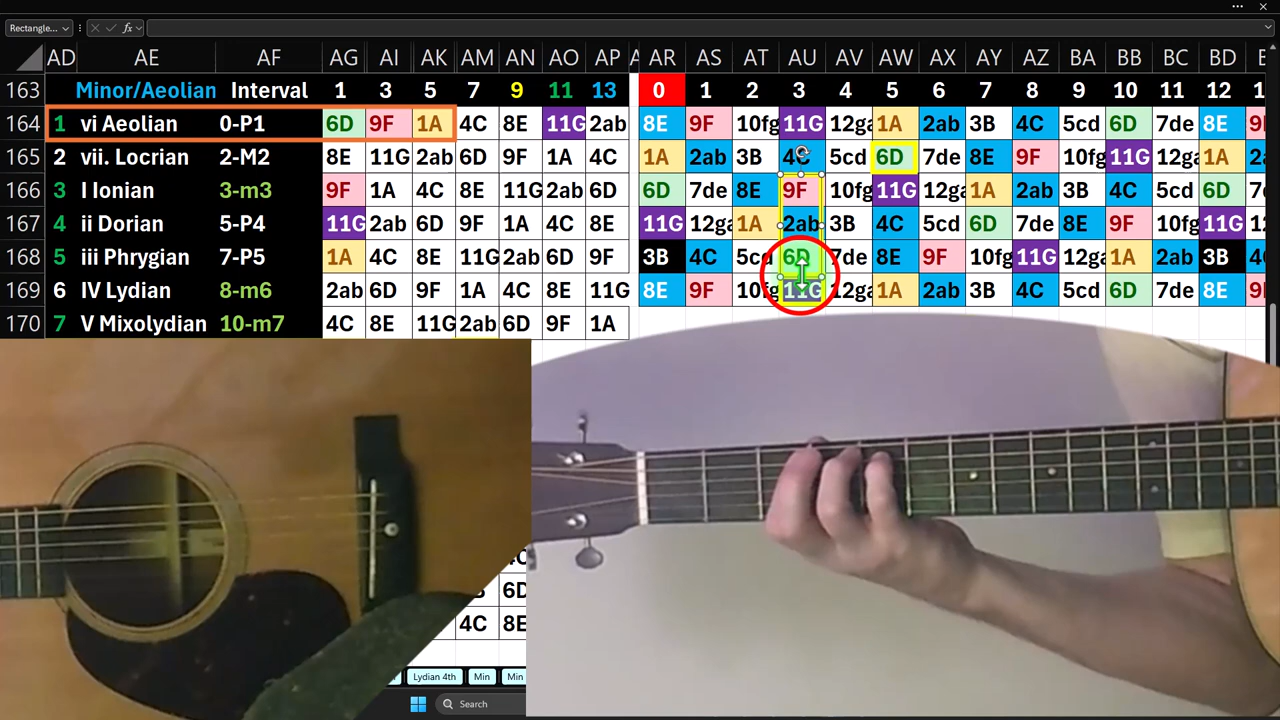 Rectangle... fx
AD AE AF AG AI AK AM AN AO AP A AR AS AT AU AV AW AX AY AZ BA BB BC BD E
163 Minor/Aeolian Interval 1 3 5 7 9 11 13 0 1 2 3 4 5 6 7 8 9 10 11 12 1
164 1 vi Aeolian 0-P1 6D 9F 1A 4C 8E 11G 2ab 8E 9F 10fg 11G 12ga 1A 2ab 3B 4C 5cd 6D 7de 8E 9
165 2 vii. Locrian 2-M2 8E 11G 2ab 6D 9F 1A 4C 1A 2ab 3B 4C 5cd 6D 7de 8E 9F 10fg 11G 12ga 1A 2
166 3 I Ionian 3-m3 9F 1A 4C 8E 11G 2ab 6D 6D 7de 8E 9F 10fg 11G 12ga 1A 2ab 3B 4C 5cd 6D 7
167 4 ii Dorian 5-P4 11G 2ab 6D 9F 1A 4C 8E 11G 12ga 1A 2ab 3B 4C 5cd 6D 7de 8E 9F 10fg 11G 12
168 5 iii Phrygian 7-P5 1A 4C 8E 11G 2ab 6D 9F 3B 4C 5cd 6D 7de 8E 9F 10fg 11G 12ga 1A 2ab 3B 4
169 6 IV Lydian 8-m6 2ab 6D 9F 1A 4C 8E 11G 8E 9F 10fg 11G 12ga 1A 2ab 3B 4C 5cd 6D 7de 8E 9
170 7 V Mixolydian 10-m7 4C 8E 11G 2ab 6D 9F 1A
6D
4C 8E
Lydian 4th Min Min
Search